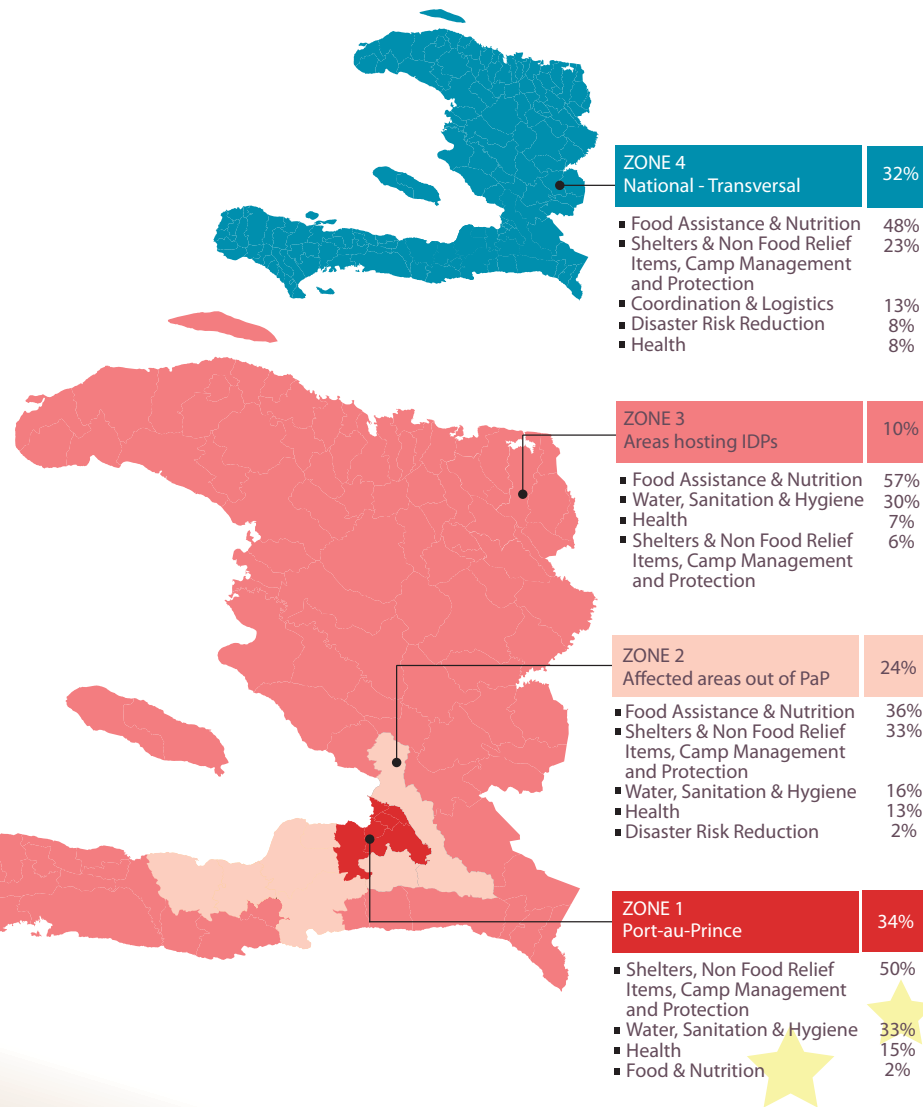 ZONE 4
National - Transversal
32%
▪ Food Assistance & Nutrition 48%
▪ Shelters & Non Food Relief 23%
Items, Camp Management
and Protection
▪ Coordination & Logistics 13%
▪ Disaster Risk Reduction 8%
▪ Health 8%
ZONE 3
Areas hosting IDPs
10%
▪ Food Assistance & Nutrition 57%
▪ Water, Sanitation & Hygiene 30%
▪ Health 7%
▪ Shelters & Non Food Relief 6%
Items, Camp Management
and Protection
ZONE 2
Affected areas out of PaP
24%
▪ Food Assistance & Nutrition 36%
▪ Shelters & Non Food Relief 33%
Items, Camp Management
and Protection
▪ Water, Sanitation & Hygiene 16%
▪ Health 13%
▪ Disaster Risk Reduction 2%
ZONE 1
Port-au-Prince
34%
▪ Shelters, Non Food Relief 50%
Items, Camp Management
and Protection
▪ Water, Sanitation & Hygiene 33%
▪ Health 15%
▪ Food & Nutrition 2%